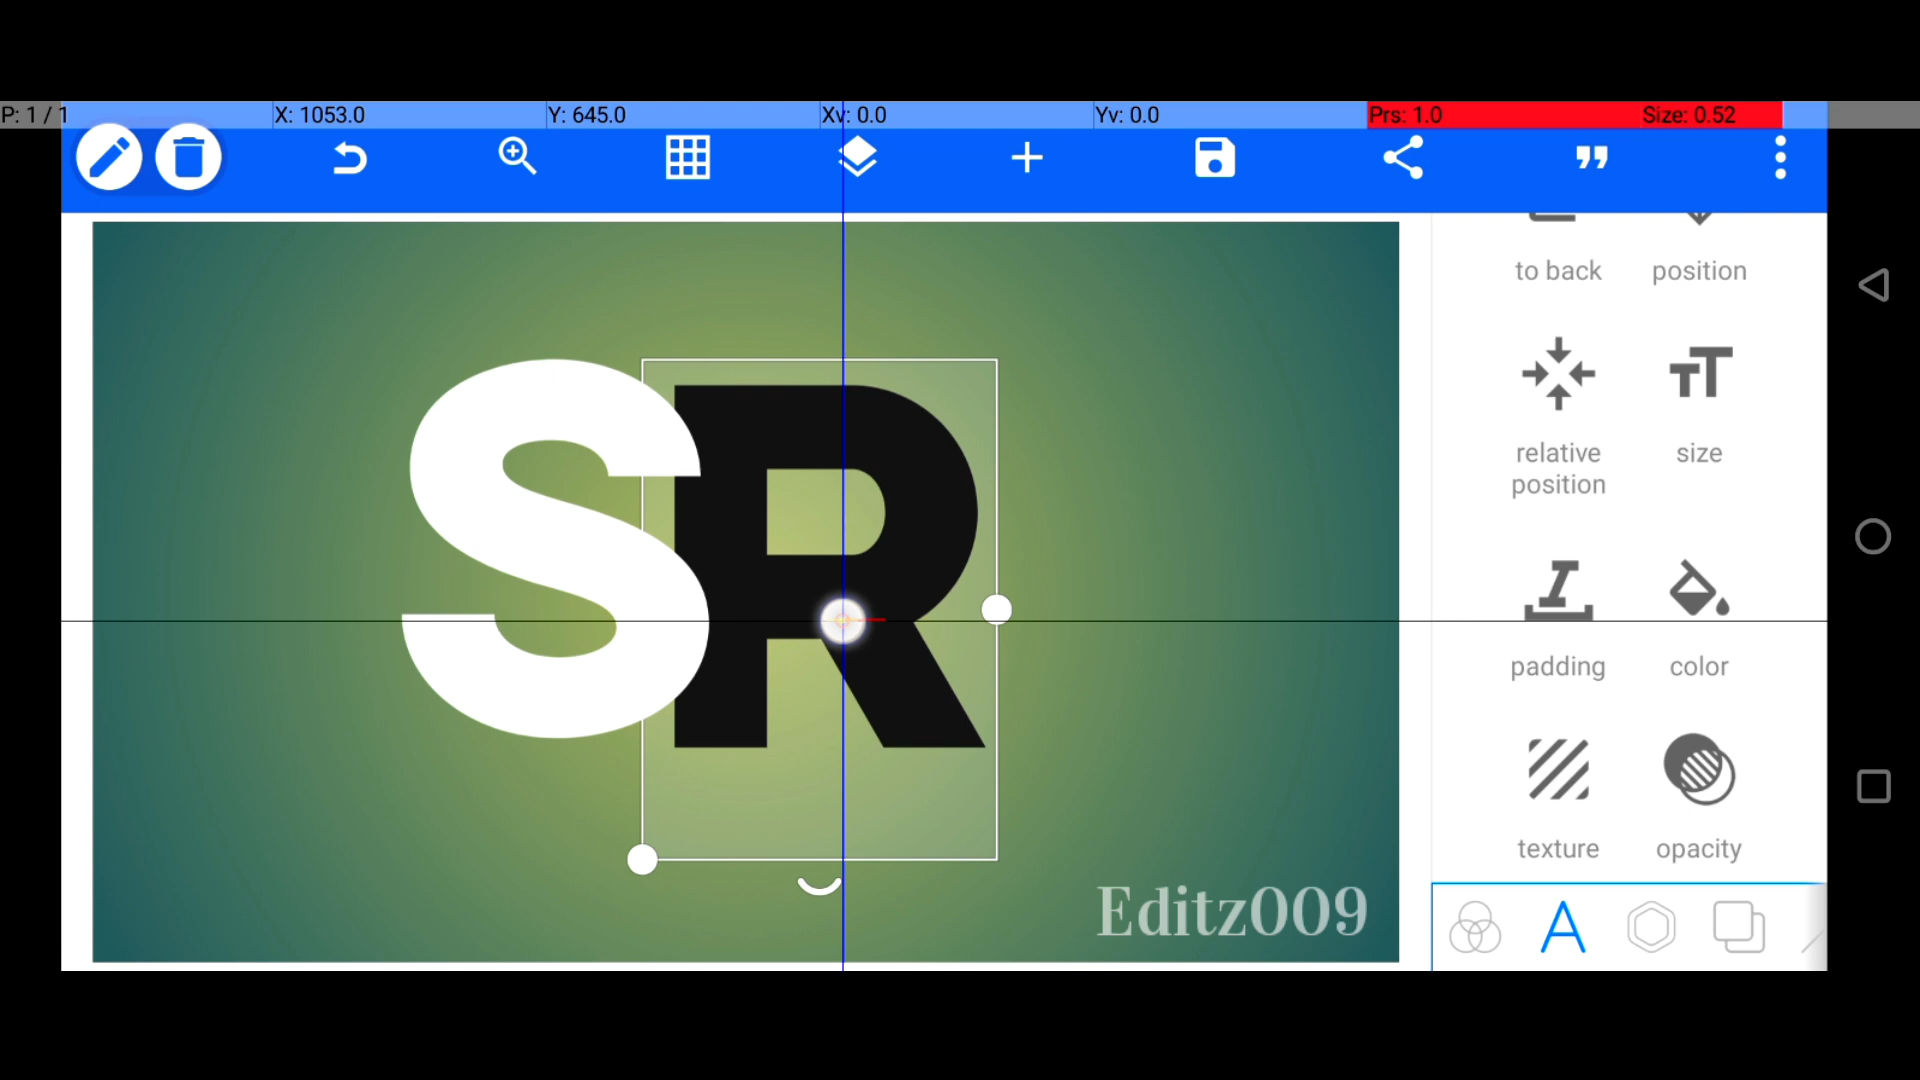 P: 1 / 1 X: 1053.0 Y: 645.0 Xv: 0.0 Yv: 0.0 Prs: 1.0 Size: 0.52
to back position
relative position size
padding color
texture opacity
SR
Editz009